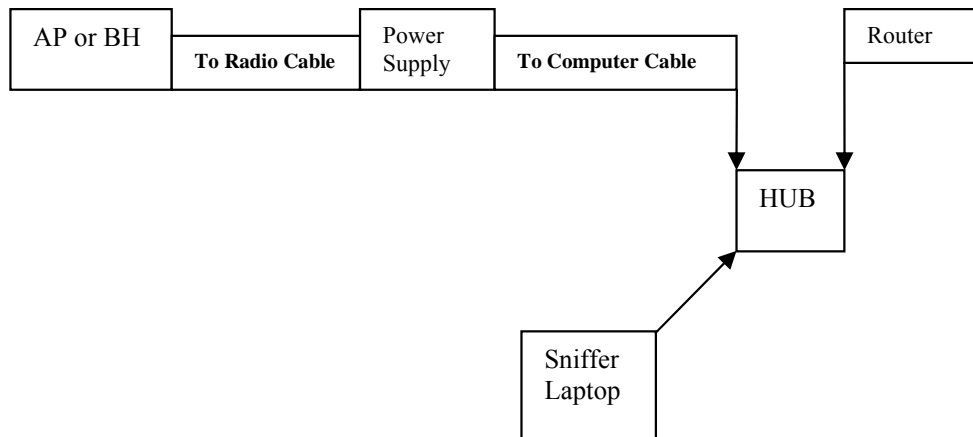 AP or BH
To Radio Cable
Power
Supply
To Computer Cable
Router
HUB
Sniffer
Laptop